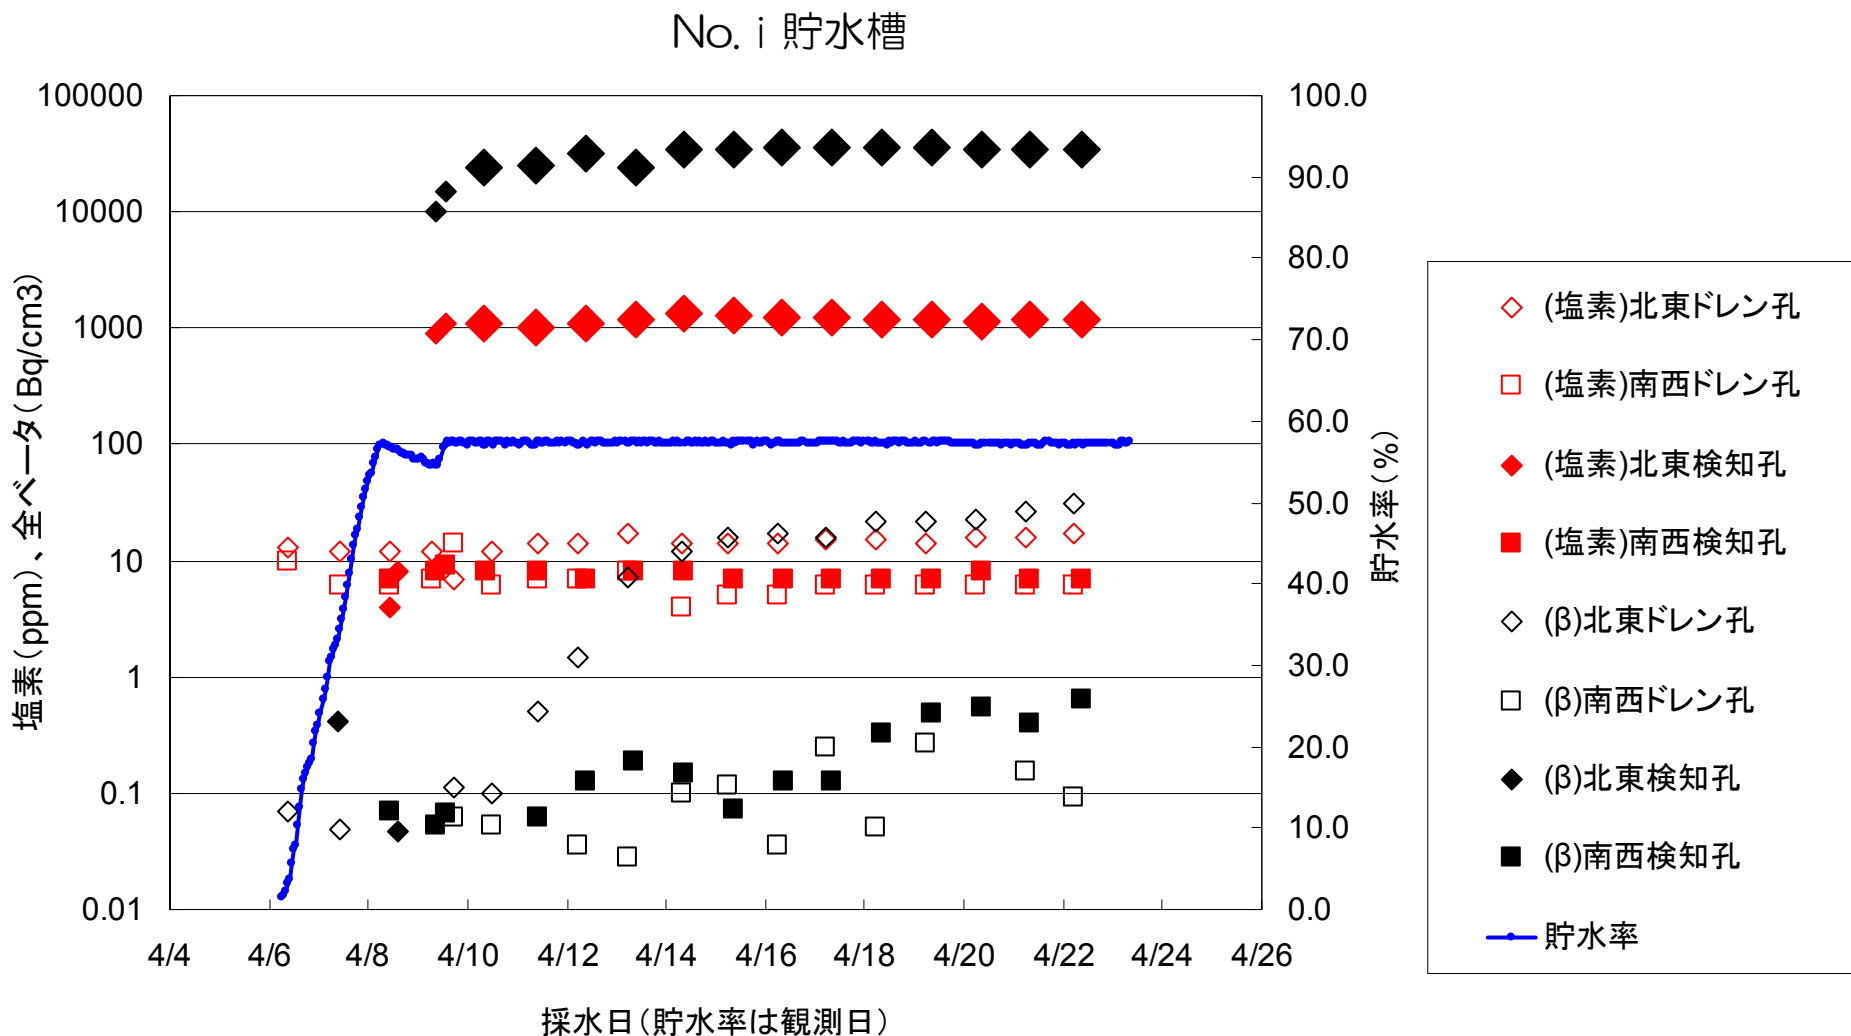 No. i 貯水槽
100000
10000
1000
100
10
1
0.1
0.01
塩素(ppm)、全ベータ(Bq/cm3)
100.0
90.0
80.0
70.0
60.0
50.0
40.0
30.0
20.0
10.0
0.0
貯水率(%)
4/4 4/6 4/8 4/10 4/12 4/14 4/16 4/18 4/20 4/22 4/24 4/26
採水日(貯水率は観測日)
(塩素)北東ドレン孔
(塩素)南西ドレン孔
(塩素)北東検知孔
(塩素)南西検知孔
(β)北東ドレン孔
(β)南西ドレン孔
(β)北東検知孔
(β)南西検知孔
貯水率